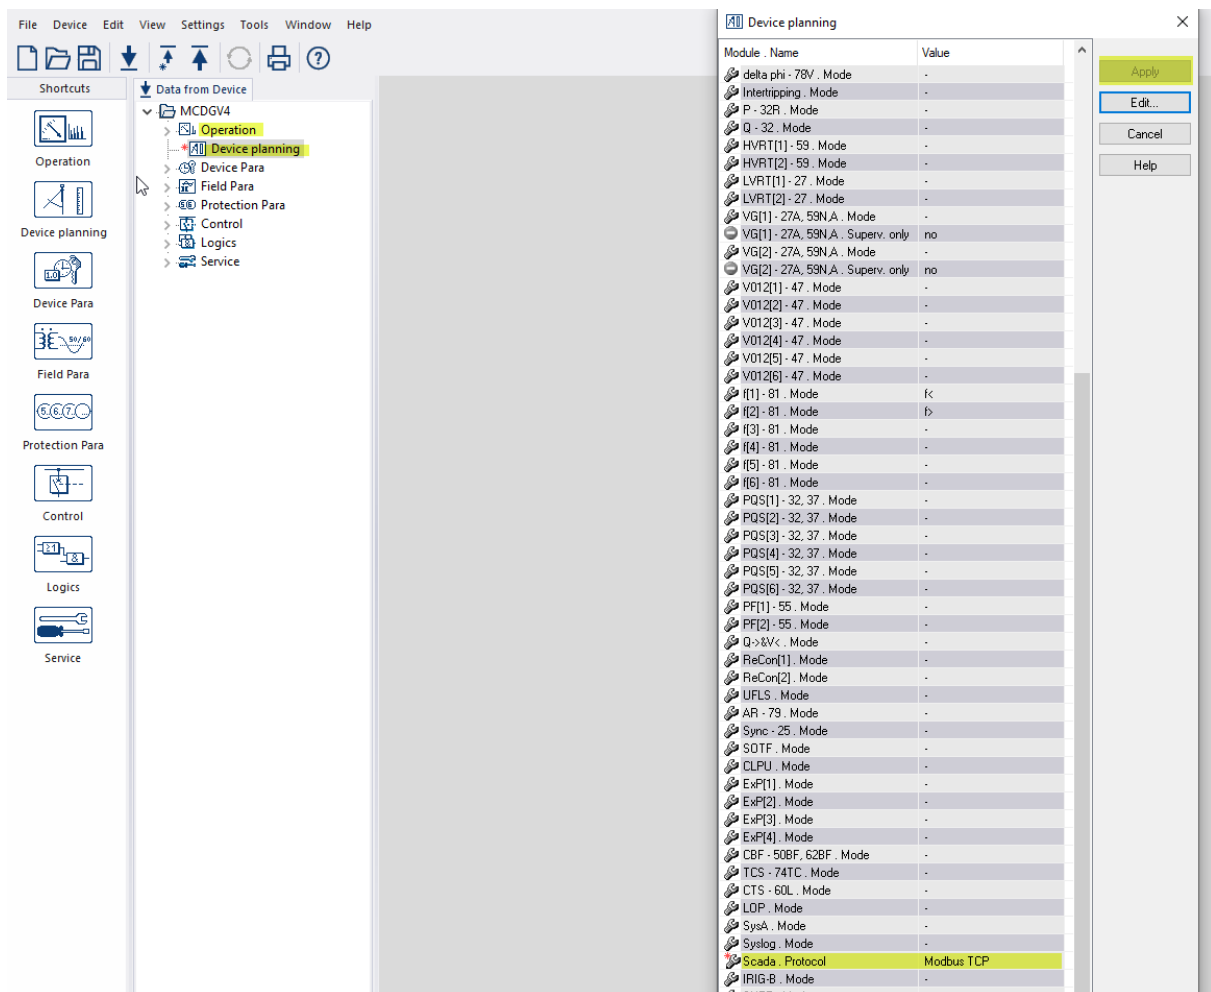 File Device Edit View Settings Tools Window Help
Shortcuts
Operation
Device planning
Device Para
Field Para
Protection Para
Control
Logics
Service
Data from Device
MCDGV4
Operation
Device planning
Device Para
Field Para
Protection Para
Control
Logics
Service
Device planning
Module . Name Value
delta phi - 78V . Mode -
Intertripping . Mode -
P - 32R . Mode -
Q - 32 . Mode -
HVRT[1] - 59 . Mode -
HVRT[2] - 59 . Mode -
LVRT[1] - 27 . Mode -
LVRT[2] - 27 . Mode -
VG[1] - 27A, 59N,A . Mode -
VG[1] - 27A, 59N,A . Superv. only no
VG[2] - 27A, 59N,A . Mode -
VG[2] - 27A, 59N,A . Superv. only no
V012[1] - 47 . Mode -
V012[2] - 47 . Mode -
V012[3] - 47 . Mode -
V012[4] - 47 . Mode -
V012[5] - 47 . Mode -
V012[6] - 47 . Mode -
f[1] - 81 . Mode f<
f[2] - 81 . Mode f>
f[3] - 81 . Mode -
f[4] - 81 . Mode -
f[5] - 81 . Mode -
f[6] - 81 . Mode -
PQS[1] - 32, 37 . Mode -
PQS[2] - 32, 37 . Mode -
PQS[3] - 32, 37 . Mode -
PQS[4] - 32, 37 . Mode -
PQS[5] - 32, 37 . Mode -
PQS[6] - 32, 37 . Mode -
PF[1] - 55 . Mode -
PF[2] - 55 . Mode -
Q->&V< . Mode -
ReCon[1] . Mode -
ReCon[2] . Mode -
UFLS . Mode -
AR - 79 . Mode -
Sync - 25 . Mode -
SOTF . Mode -
CLPU . Mode -
ExP[1] . Mode -
ExP[2] . Mode -
ExP[3] . Mode -
ExP[4] . Mode -
CBF - 50BF, 62BF . Mode -
TCS - 74TC . Mode -
CTS - 60L . Mode -
LOP . Mode -
SysA . Mode -
Syslog . Mode -
Scada . Protocol Modbus TCP
IRIG-B . Mode -
Apply
Edit...
Cancel
Help